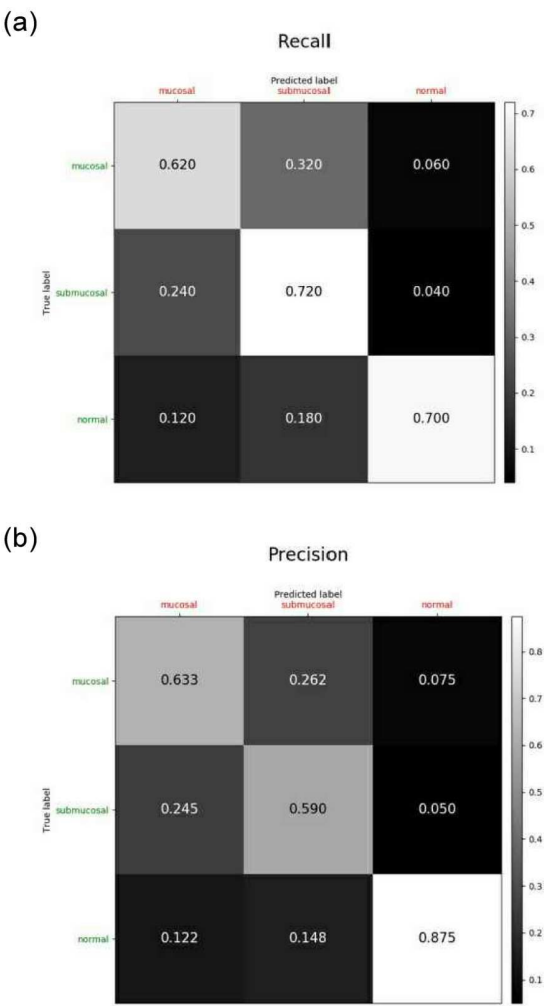 (a)
Recall
Predicted label
mucosal submucosal normal
0.7
mucosal 0.620 0.320 0.060
0.6
0.5
0.4
True label
submucosal 0.240 0.720 0.040
0.3
0.2
normal 0.120 0.180 0.700
0.1
(b)
Precision
Predicted label
mucosal submucosal normal
0.8
mucosal 0.633 0.262 0.075
0.7
0.6
0.5
True label
submucosal 0.245 0.590 0.050
0.4
0.3
0.2
normal 0.122 0.148 0.875
0.1